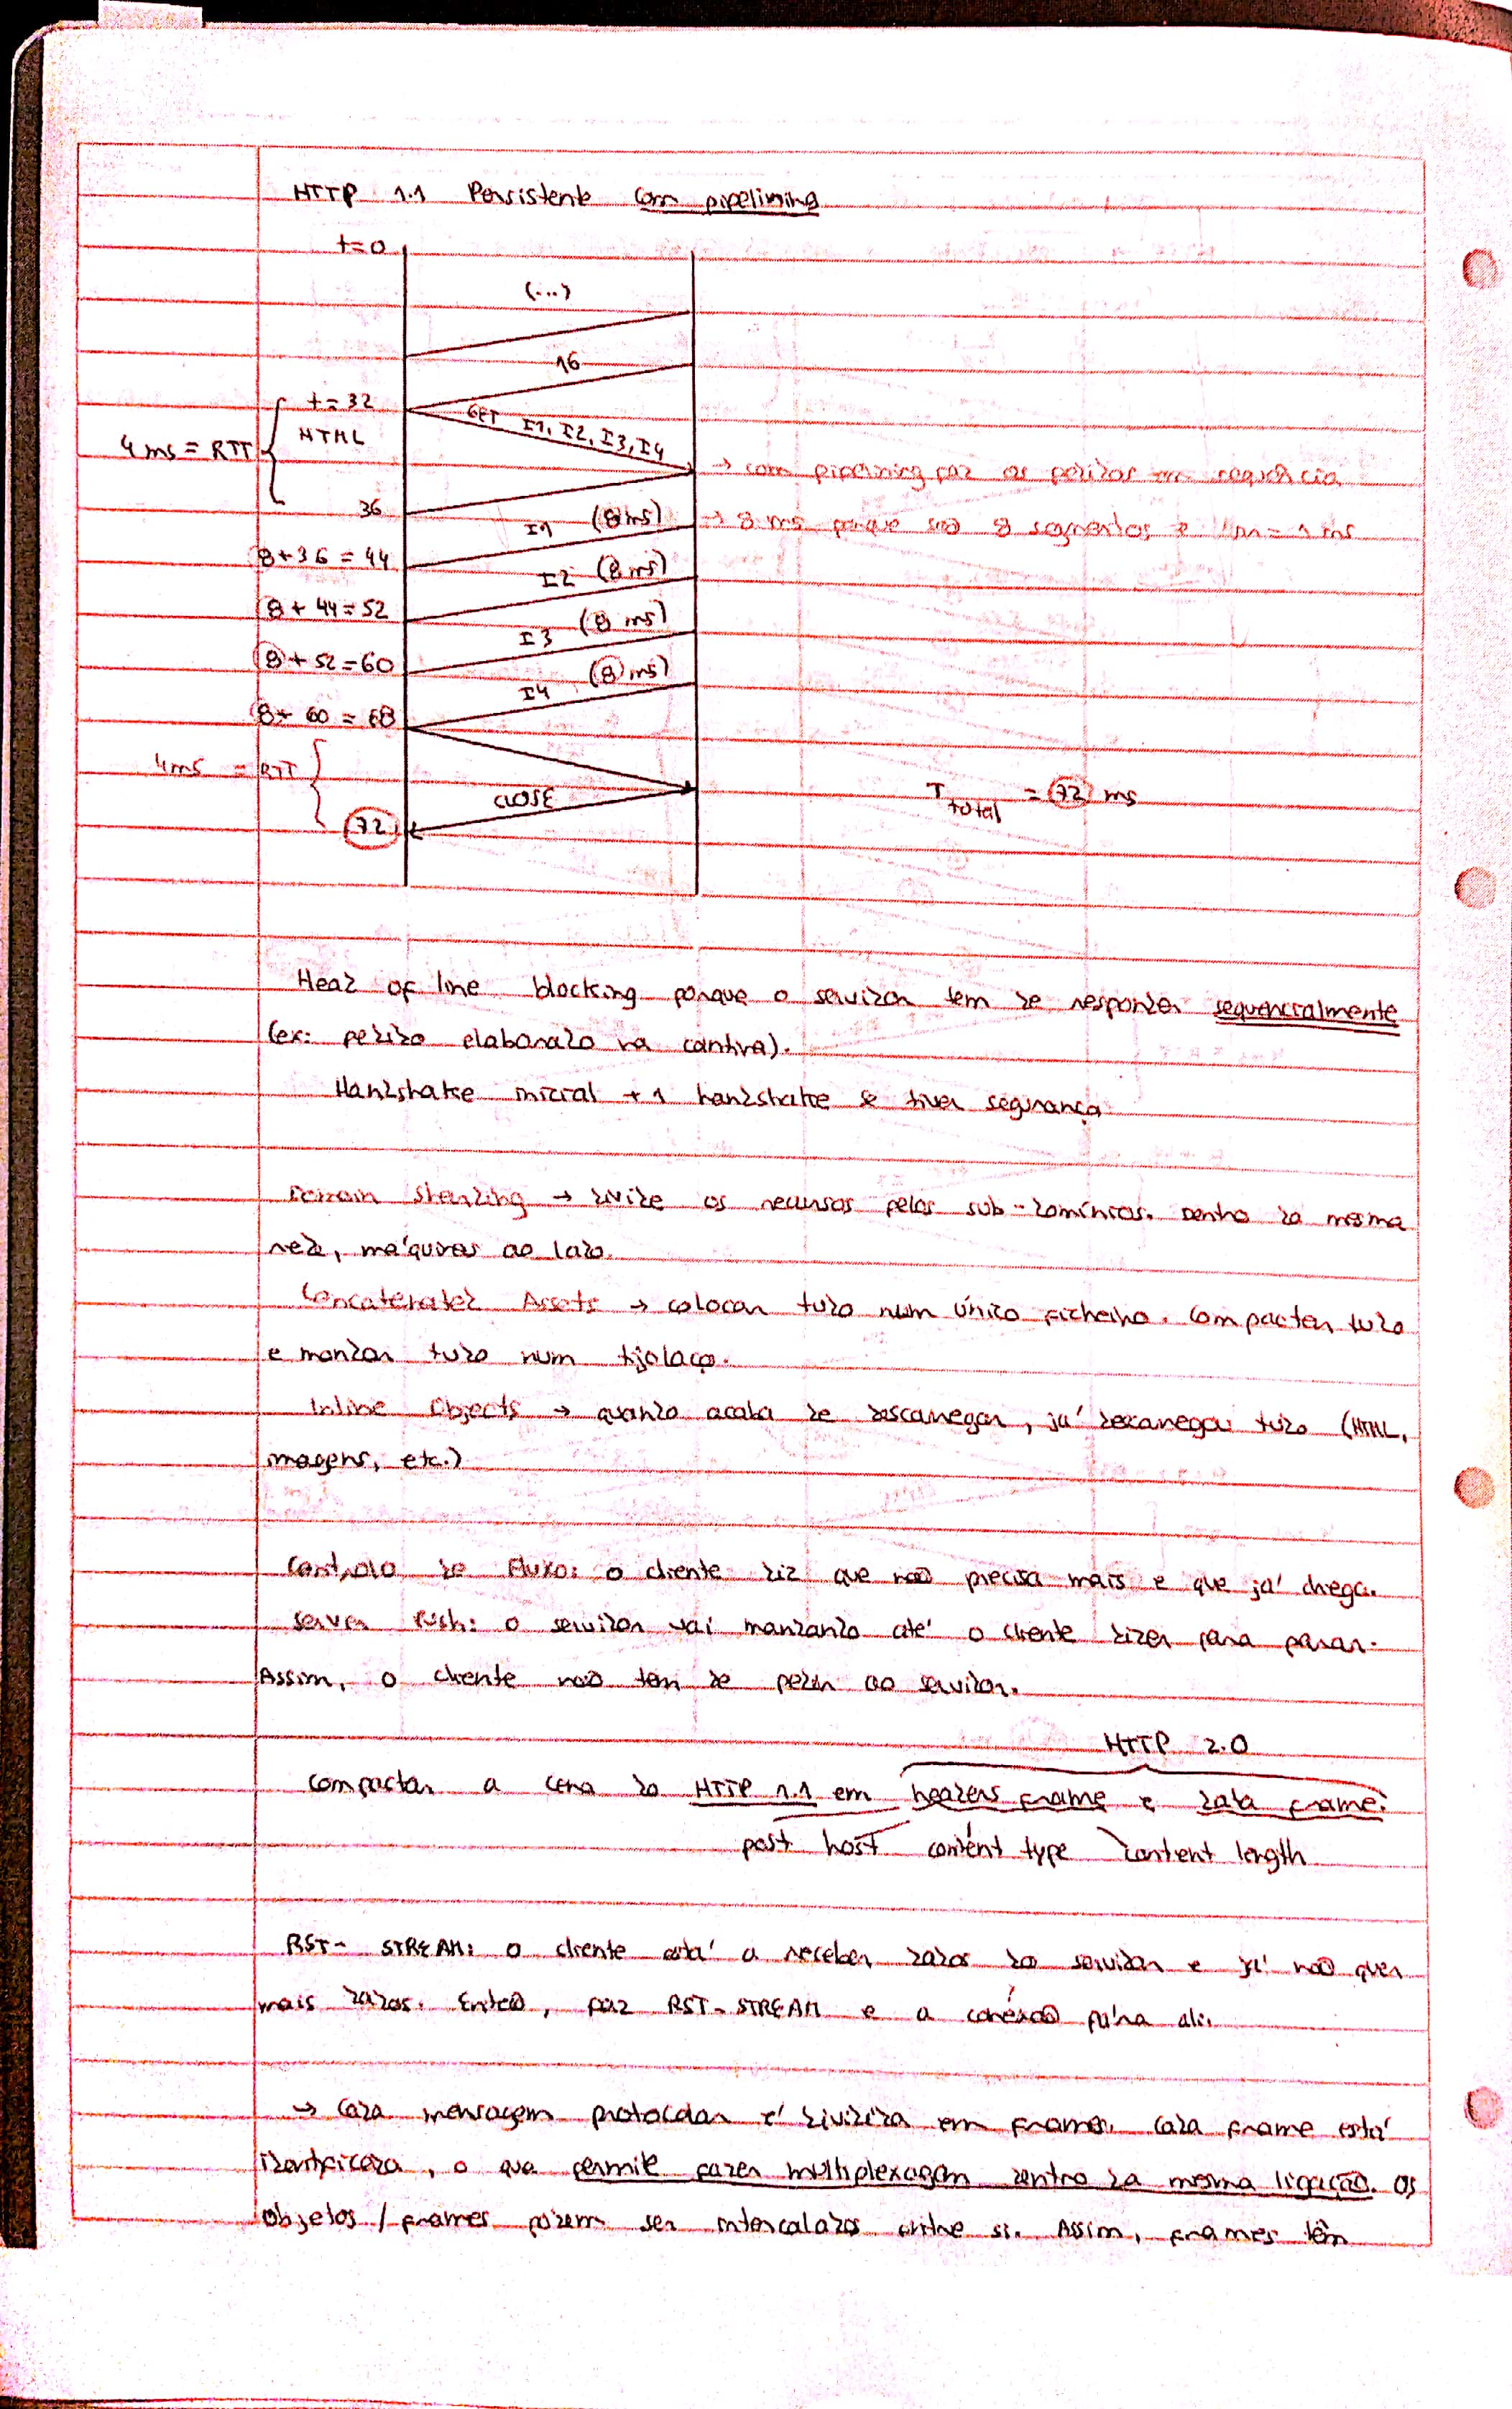 HTTP 1.1 Persistente com pipelining
t=0
(...)
16
t=32
HTML
4 ms = RTT
GET I1, I2, I3, I4
→ com pipelining faz os pedidos em sequência
36
I1 (8ms)
→ 8 ms porque são 8 segmentos e = 1 ms
8+36 = 44
I2 (8ms)
8 + 44 = 52
I3 (8 ms)
8 + 52 = 60
I4 (8 ms)
8+ 60 = 68
4ms = RTT
CLOSE
72
T total = 72 ms
Head of line blocking porque o servidor tem de responder sequencialmente
(ex: pedido elaborado na cantina).
Handshake inicial + 1 handshake se tiver segurança
Domain Sharding → divide os recursos pelos sub-domínios. Dentro da mesma
rede, máquinas ao lado.
Concatenated Assets → colocar tudo num único ficheiro. Compactar tudo
e mandar tudo num tijolaço.
Inline Objects → quando acaba de descarregar, já descarregou tudo (HTML,
imagens, etc.)
Controlo de Fluxo: o cliente diz que não precisa mais e que já chega.
Server Push: o servidor vai mandando até o cliente dizer para parar.
Assim, o cliente não tem de pedir ao servidor.
HTTP 2.0
compactar a cena do HTTP 1.1 em headers frame e data frame:
post host content type content length
RST-STREAM: o cliente está a receber dados do servidor e já não quer
mais dados. Então, faz RST-STREAM e a conexão pára ali.
→ Cada mensagem protocolar é dividida em frames. Cada frame está
identificada, o que permite fazer multiplexagem dentro da mesma ligação. Os
objetos / frames podem ser intercalados entre si. Assim, frames têm